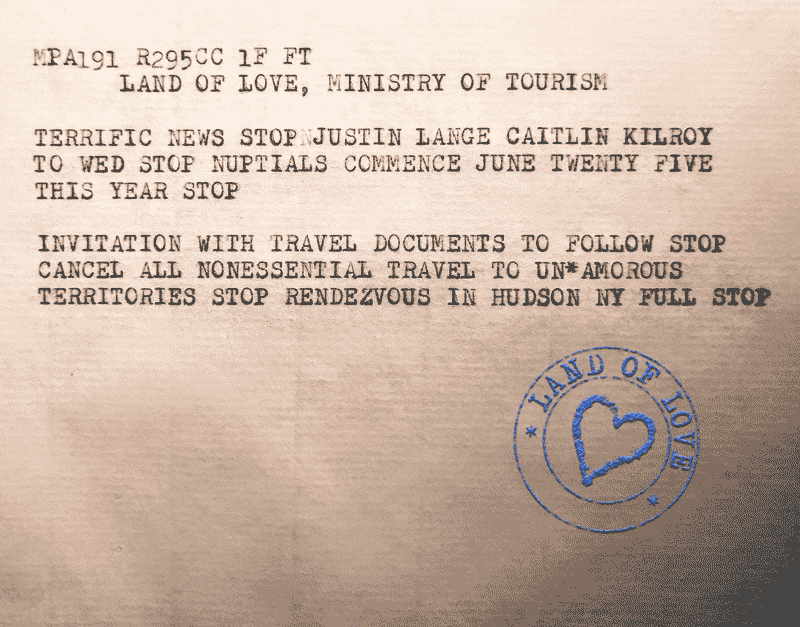 MPA191 R295CC 1F FT
LAND OF LOVE, MINISTRY OF TOURISM
TERRIFIC NEWS STOP JUSTIN LANGE CAITLIN KILROY
TO WED STOP NUPTIALS COMMENCE JUNE TWENTY FIVE
THIS YEAR STOP
INVITATION WITH TRAVEL DOCUMENTS TO FOLLOW STOP
CANCEL ALL NONESSENTIAL TRAVEL TO UN*AMOROUS
TERRITORIES STOP RENDEZVOUS IN HUDSON NY FULL STOP
* LAND OF LOVE *